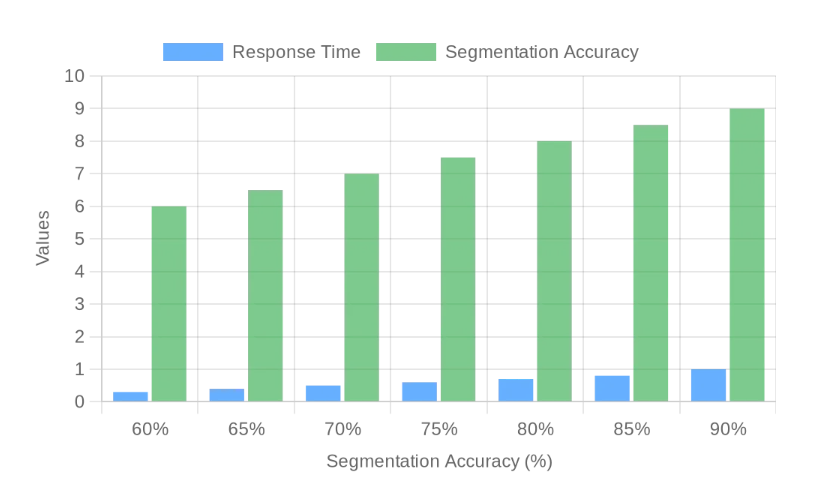 Response Time Segmentation Accuracy
10
9
8
7
6
5
4
3
2
1
0
Values
60% 65% 70% 75% 80% 85% 90%
Segmentation Accuracy (%)